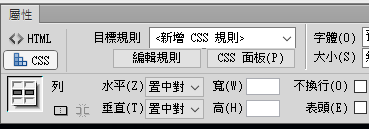 屬性
<> HTML 目標規則 <新增 CSS 規則> 字體(O)
CSS 編輯規則 CSS 面板(P) 大小(S)
列 水平(Z) 置中對 寬(W) 不換行(O)
垂直(T) 置中對 高(H) 表頭(E)